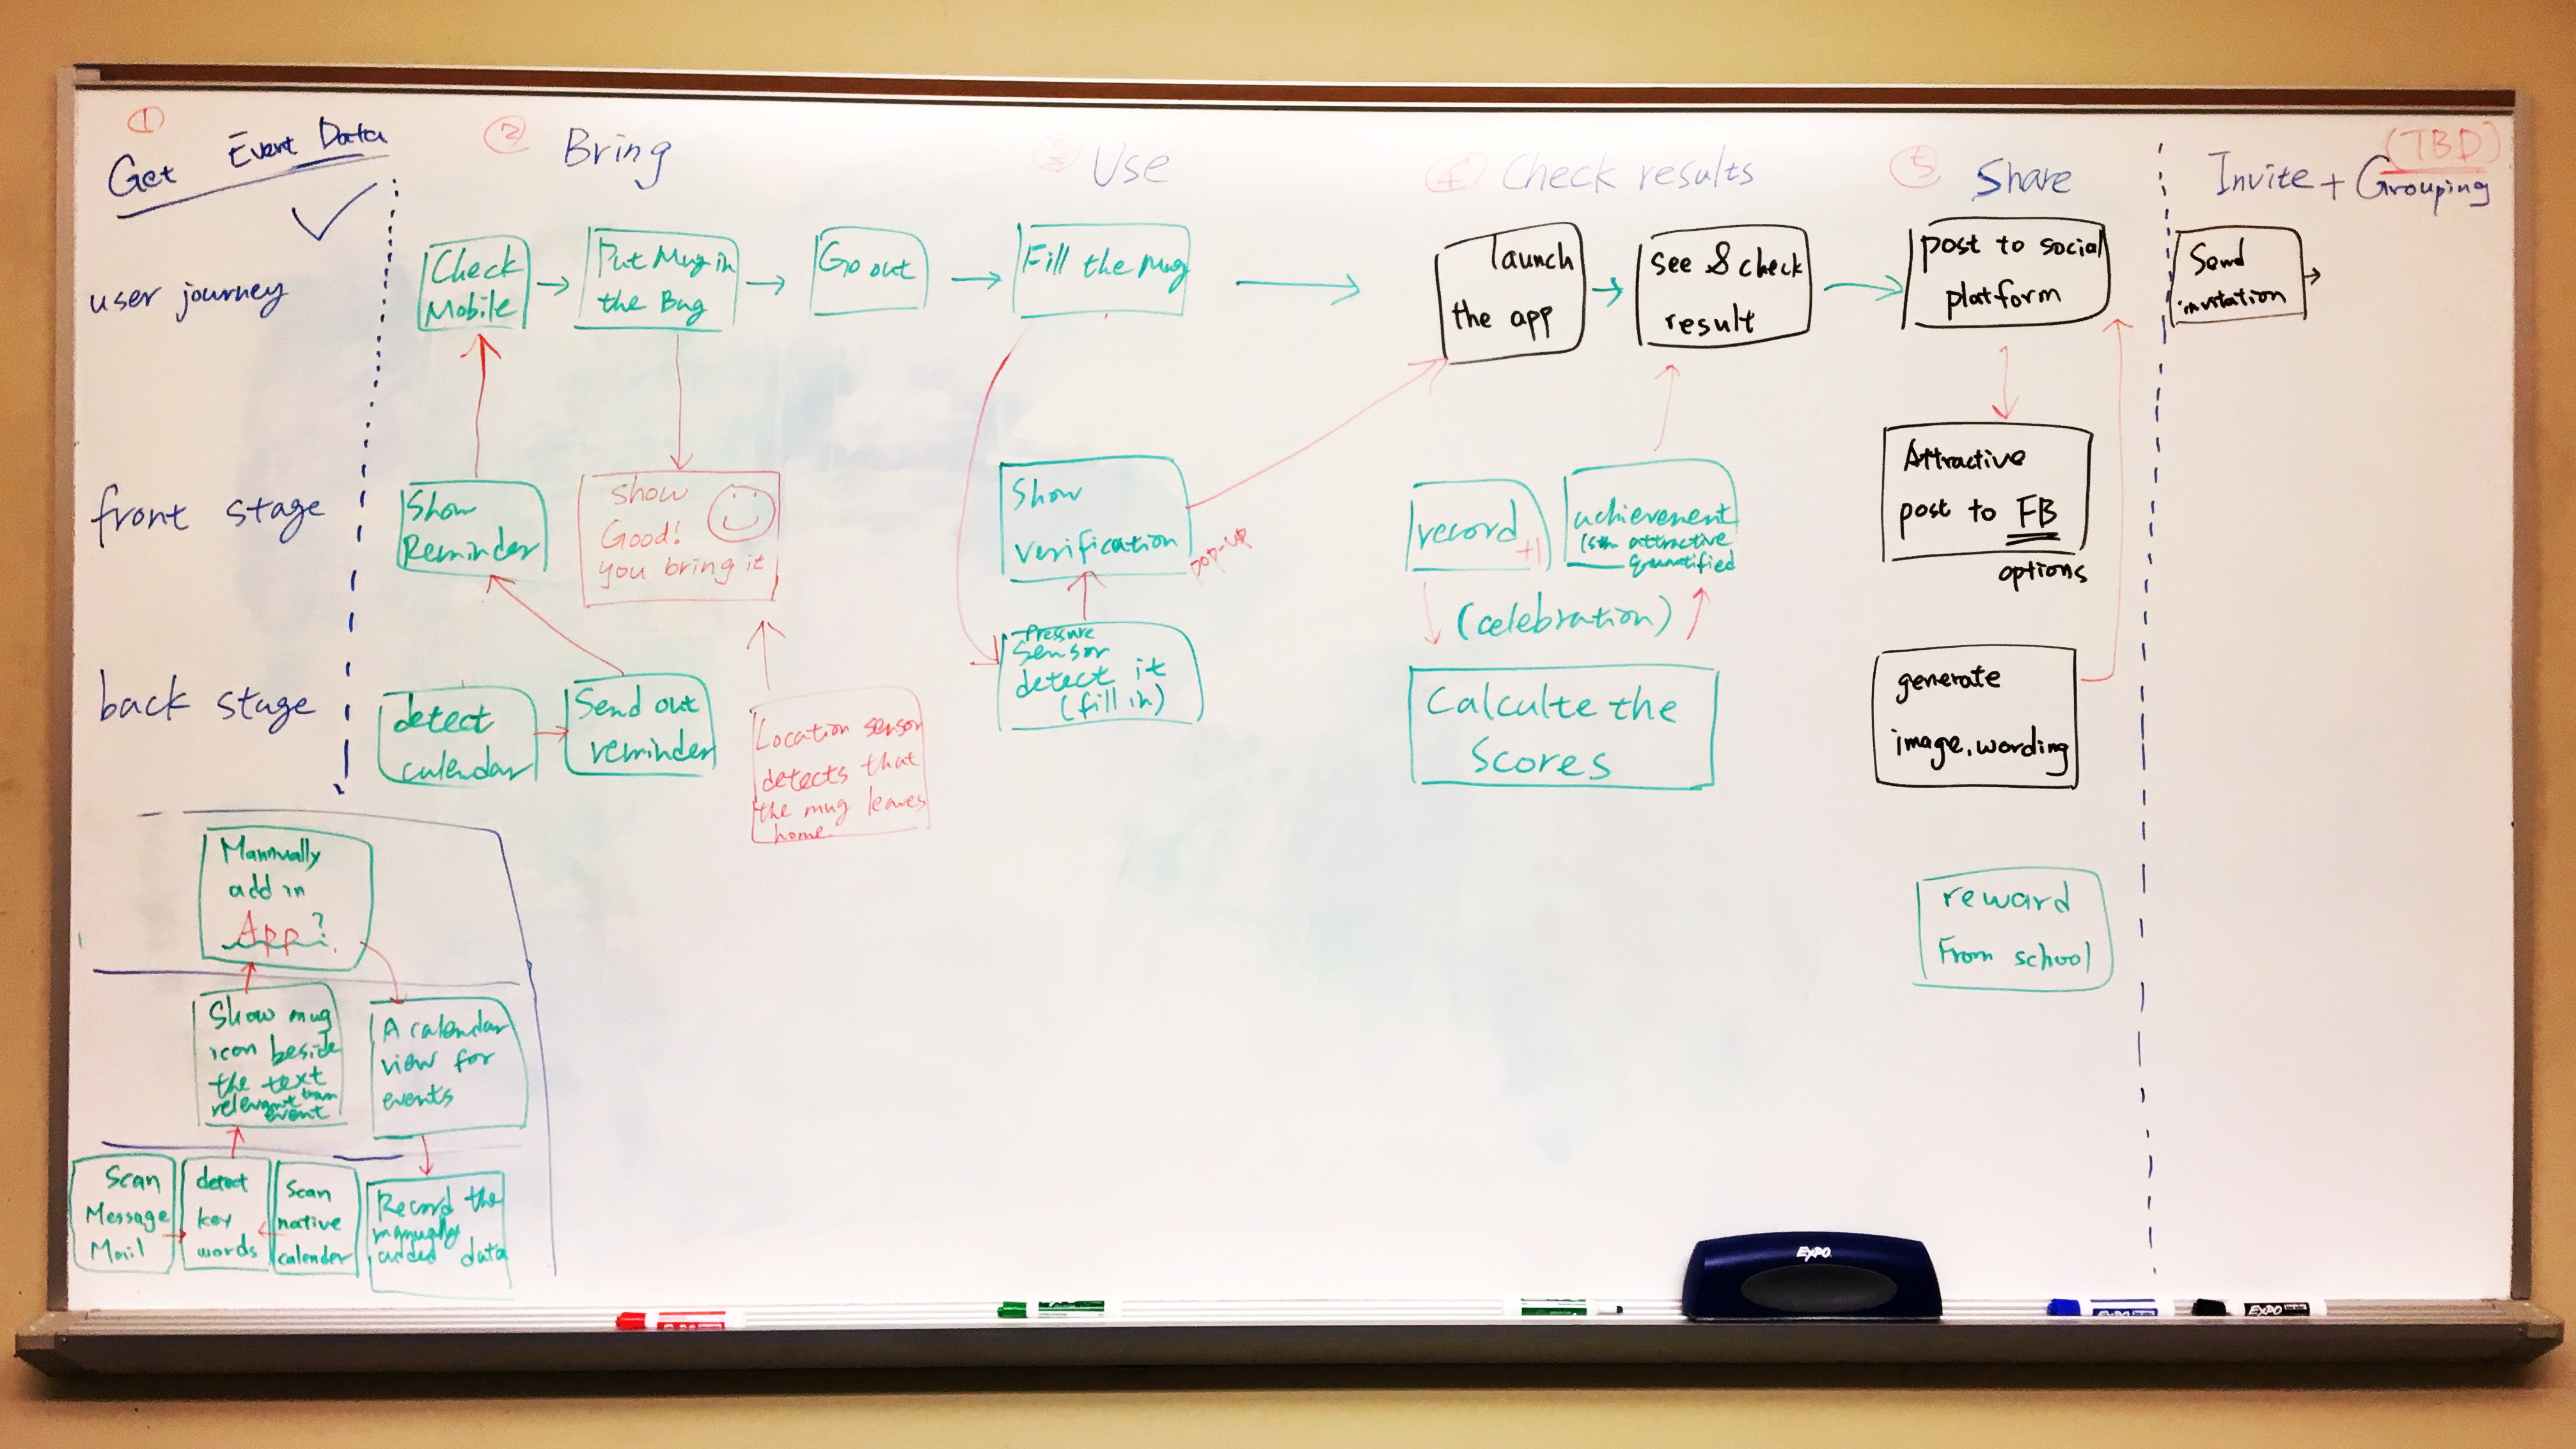 ①
Get Event Data
② Bring
③ Use
④ Check results
⑤ Share
(TBD)
Invite + Grouping
user journey
Check
Mobile
Put Mug in
the Bag
Go out
Fill the Mug
launch
the app
see & check
result
post to social
platform
Send
invitation
front stage
Show
Reminder
show
Good!
you bring it
Show
verification
pop-up
record
+1
achievement
attractive
quantified
(celebration)
Attractive
post to FB
options
back stage
detect
calendar
Send out
reminder
Location sensor
detects that
the mug leaves
home
Pressure
Sensor
detect it
(fill in)
Calculte the
Scores
generate
image, wording
reward
From school
Mannually
add in
App?
Show mug
icon beside
the text
relevant
event
A calendar
view for
events
Scan
Message
Mail
detect
key
words
Scan
native
calender
Record the
manually
added data
EXPO
EXPO
EXPO